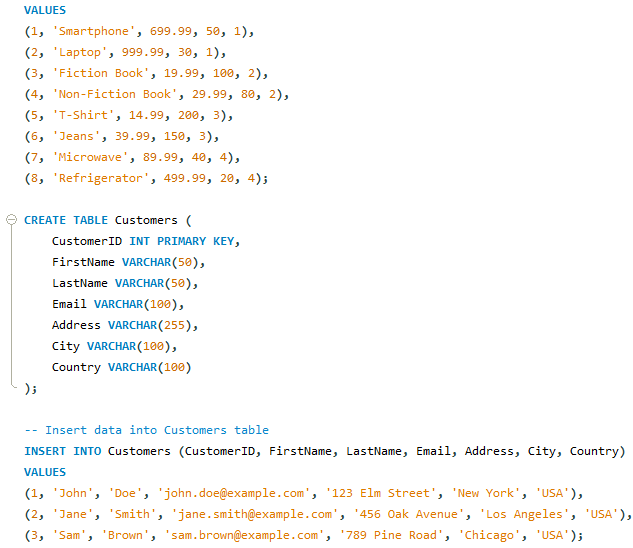 VALUES
(1, 'Smartphone', 699.99, 50, 1),
(2, 'Laptop', 999.99, 30, 1),
(3, 'Fiction Book', 19.99, 100, 2),
(4, 'Non-Fiction Book', 29.99, 80, 2),
(5, 'T-Shirt', 14.99, 200, 3),
(6, 'Jeans', 39.99, 150, 3),
(7, 'Microwave', 89.99, 40, 4),
(8, 'Refrigerator', 499.99, 20, 4);
CREATE TABLE Customers (
    CustomerID INT PRIMARY KEY,
    FirstName VARCHAR(50),
    LastName VARCHAR(50),
    Email VARCHAR(100),
    Address VARCHAR(255),
    City VARCHAR(100),
    Country VARCHAR(100)
);
-- Insert data into Customers table
INSERT INTO Customers (CustomerID, FirstName, LastName, Email, Address, City, Country)
VALUES
(1, 'John', 'Doe', 'john.doe@example.com', '123 Elm Street', 'New York', 'USA'),
(2, 'Jane', 'Smith', 'jane.smith@example.com', '456 Oak Avenue', 'Los Angeles', 'USA'),
(3, 'Sam', 'Brown', 'sam.brown@example.com', '789 Pine Road', 'Chicago', 'USA');